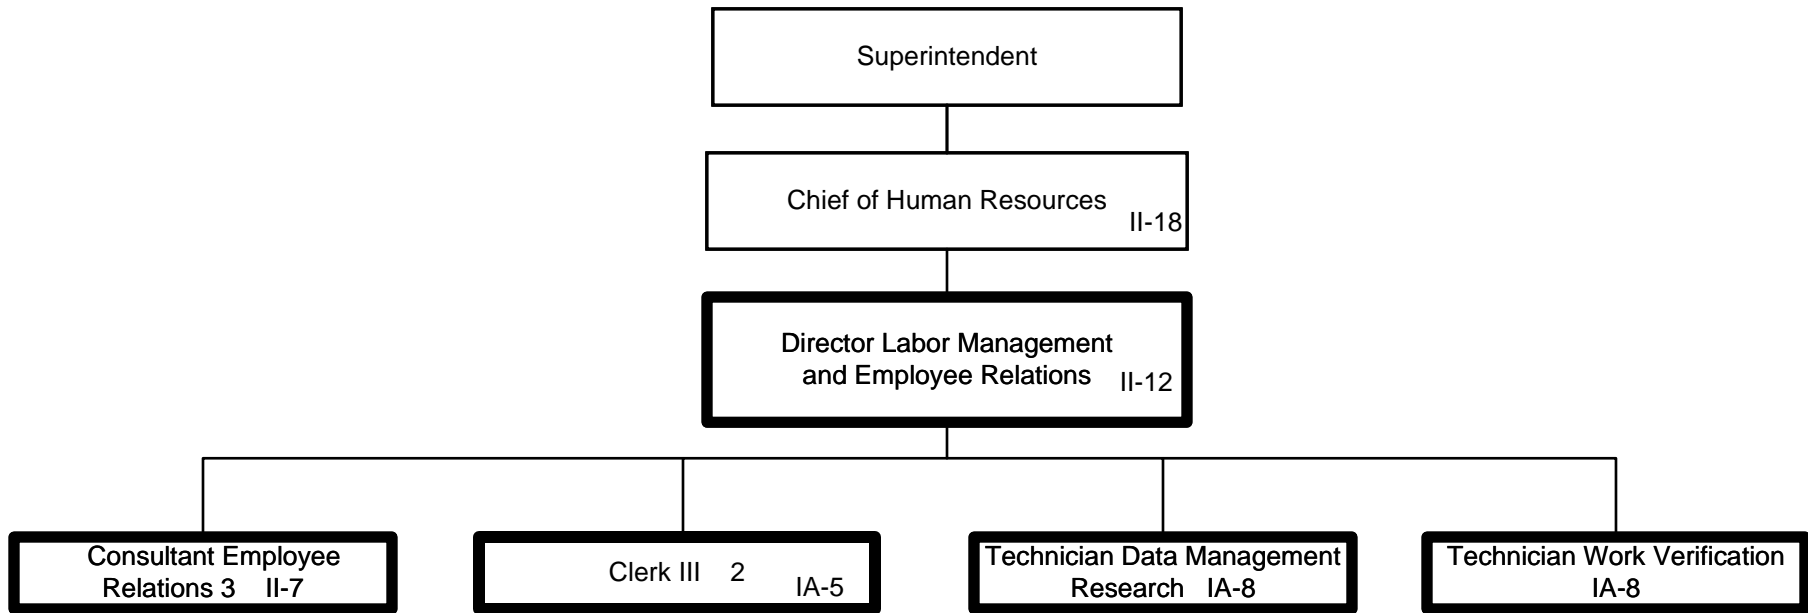 Superintendent
Chief of Human Resources
II-18
Director Labor Management
and Employee Relations II-12
Consultant Employee
Relations 3 II-7
Clerk III 2
IA-5
Technician Data Management
Research IA-8
Technician Work Verification
IA-8